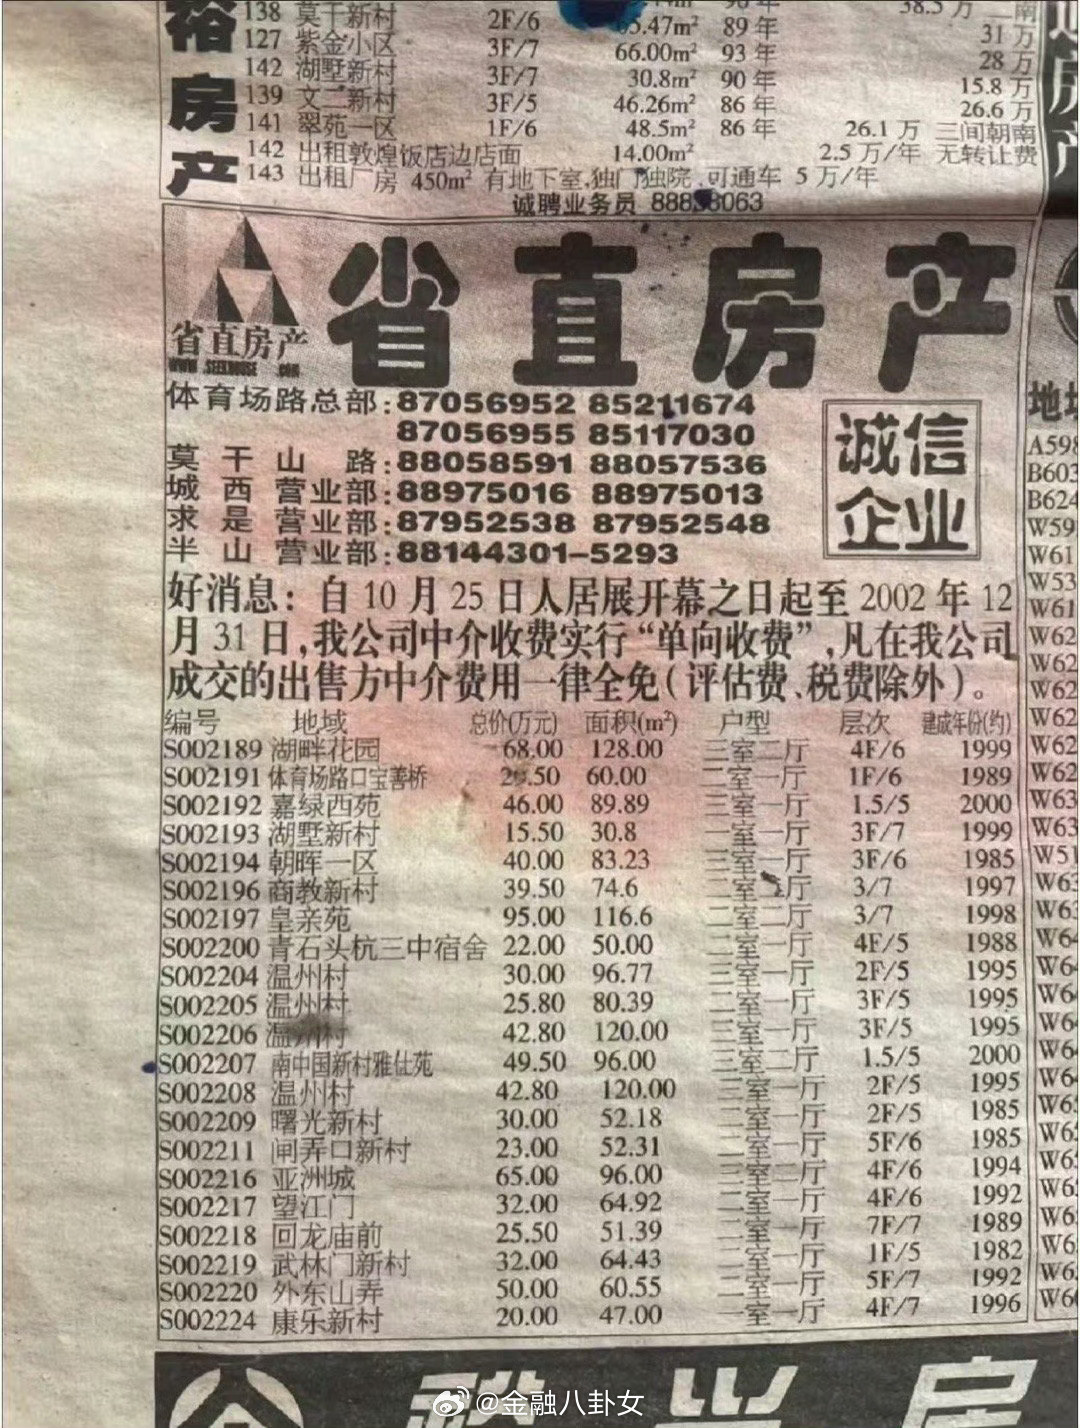 裕房产
138 莫干新村 2F/6 65.47m² 89 年 31 万
127 紫金小区 3F/7 66.00m² 93 年 28 万
142 湖墅新村 3F/7 30.8m² 90 年 15.8 万
139 文二新村 3F/5 46.26m² 86 年 26.6 万
141 翠苑一区 1F/6 48.5m² 86 年 26.1 万 三间朝南
142 出租敦煌饭店边店面 14.00m² 2.5 万/年 无转让费
143 出租厂房 450m² 有地下室,独门独院,可通车 5 万/年
诚聘业务员
省直房产
省直房产
WWW.SEEKHOUSE.COM
体育场路总部:87056952 85211674
87056955 85117030
莫干山路:88058591 88057536
城西营业部:88975016 88975013
求是营业部:87952538 87952548
半山营业部:88144301-5293
诚信
企业
好消息：自 10 月 25 日人居展开幕之日起至 2002 年 12
月 31 日，我公司中介收费实行“单向收费”，凡在我公司
成交的出售方中介费用一律全免（评估费、税费除外）。
编号 地域 总价(万元) 面积(m²) 户型 层次 建成年份(约)
S002189 湖畔花园 68.00 128.00 三室二厅 4F/6 1999
S002191 体育场路口宝善桥 60.00 二室一厅 1F/6 1989
S002192 嘉绿西苑 46.00 89.89 三室一厅 1.5/5 2000
S002193 湖墅新村 15.50 30.8 一室一厅 3F/7 1999
S002194 朝晖一区 40.00 83.23 三室一厅 3F/6 1985
S002196 商教新村 39.50 74.6 二室二厅 3/7 1997
S002197 皇亲苑 95.00 116.6 二室二厅 3/7 1998
S002200 青石头杭三中宿舍 22.00 50.00 二室一厅 4F/5 1988
S002204 温州村 30.00 96.77 三室一厅 2F/5 1995
S002205 温州村 25.80 80.39 二室一厅 3F/5 1995
S002206 温州村 42.80 120.00 三室一厅 3F/5 1995
S002207 南中国新村雅仕苑 49.50 96.00 三室二厅 1.5/5 2000
S002208 温州村 42.80 120.00 三室一厅 2F/5 1995
S002209 曙光新村 30.00 52.18 二室一厅 2F/5 1985
S002211 闸弄口新村 23.00 52.31 二室一厅 5F/6 1985
S002216 亚洲城 65.00 96.00 三室二厅 4F/6 1994
S002217 望江门 32.00 64.92 二室一厅 4F/6 1992
S002218 回龙庙前 25.50 51.39 二室一厅 7F/7 1989
S002219 武林门新村 32.00 64.43 二室一厅 1F/5 1982
S002220 外东山弄 50.00 60.55 二室一厅 5F/7 1992
S002224 康乐新村 20.00 47.00 一室一厅 4F/7 1996
@金融八卦女